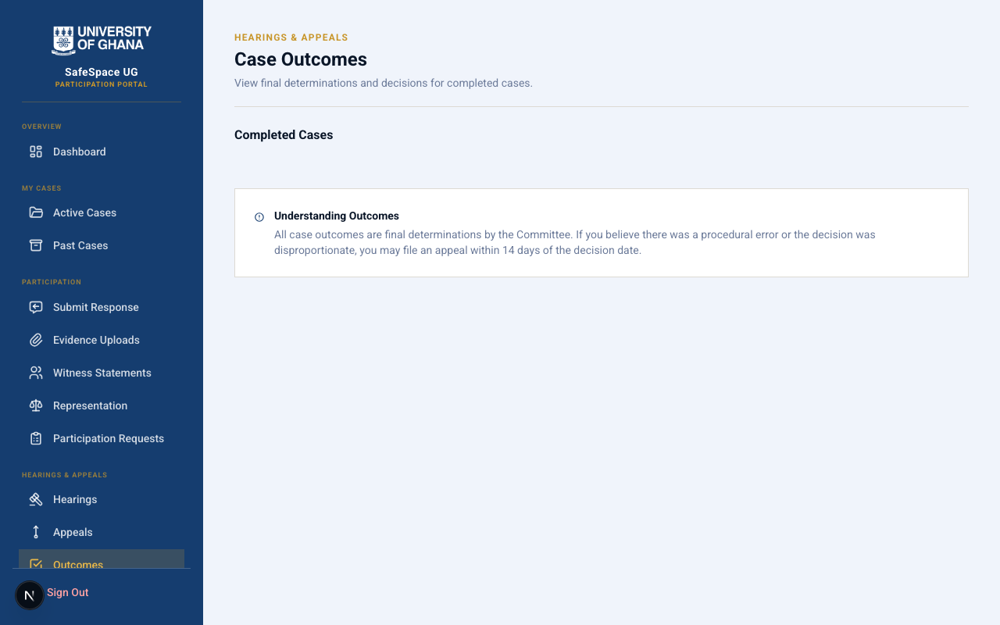 UNIVERSITY
OF GHANA
SafeSpace UG
PARTICIPATION PORTAL
OVERVIEW
Dashboard
MY CASES
Active Cases
Past Cases
PARTICIPATION
Submit Response
Evidence Uploads
Witness Statements
Representation
Participation Requests
HEARINGS & APPEALS
Hearings
Appeals
Outcomes
N
Sign Out
HEARINGS & APPEALS
Case Outcomes
View final determinations and decisions for completed cases.
Completed Cases
Understanding Outcomes
All case outcomes are final determinations by the Committee. If you believe there was a procedural error or the decision was
disproportionate, you may file an appeal within 14 days of the decision date.